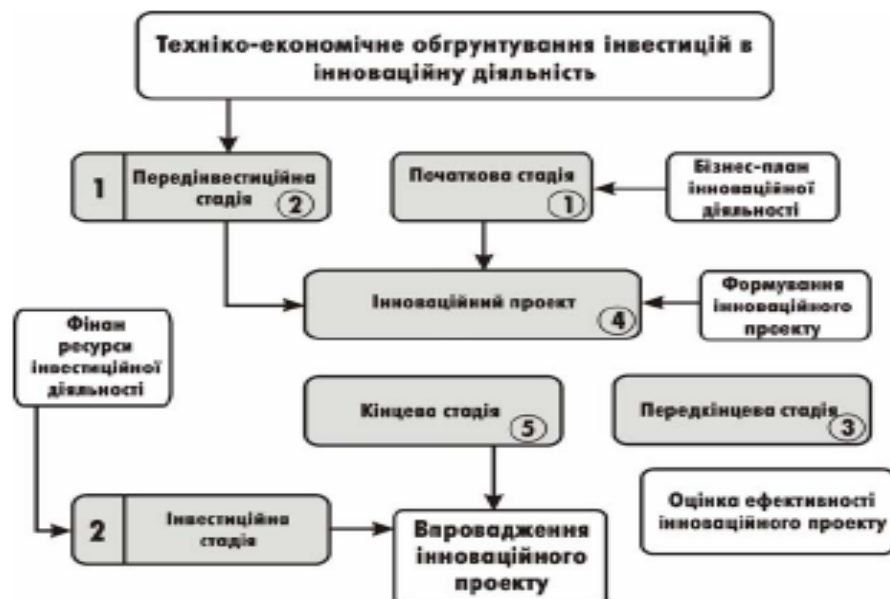 Техніко-економічне обгрунтування інвестицій в
інноваційну діяльність
1
Передінвестиційна
стадія
2
Початкова стадія
1
Бізнес-план
інноваційної
діяльності
Інноваційний проект
4
Формування
інноваційного
проекту
Фінан
ресурси
інвестиційної
діяльності
Кінцева стадія
5
Передкінцева стадія
3
2
Інвестиційна
стадія
Впровадження
інноваційного
проекту
Оцінка ефективності
інноваційного проекту